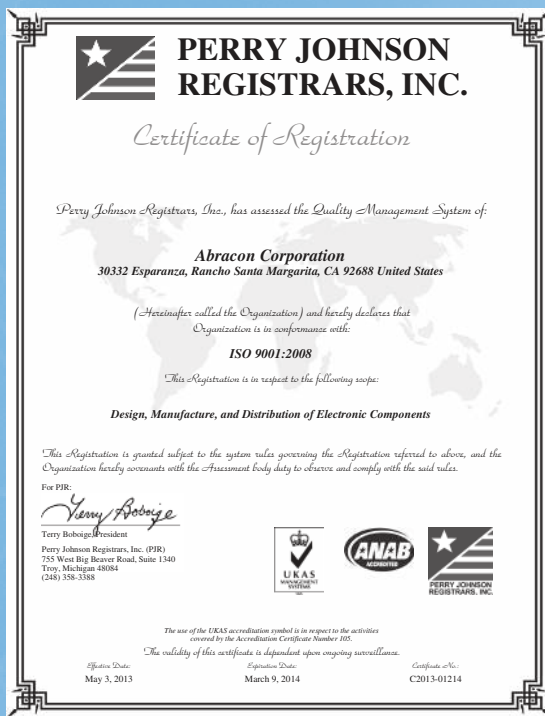 PERRY JOHNSON
REGISTRARS, INC.
Certificate of Registration
Perry Johnson Registrars, Inc., has assessed the Quality Management System of:
Abracon Corporation
30332 Esparanza, Rancho Santa Margarita, CA 92688 United States
(Hereinafter called the Organization) and hereby declares that
Organization is in conformance with:
ISO 9001:2008
This Registration is in respect to the following scope:
Design, Manufacture, and Distribution of Electronic Components
This Registration is granted subject to the system rules governing the Registration referred to above, and the
Organization hereby covenants with the Assessment body duty to observe and comply with the said rules.
For PJR:
Terry Boboige
Terry Boboige, President
Perry Johnson Registrars, Inc. (PJR)
755 West Big Beaver Road, Suite 1340
Troy, Michigan 48084
(248) 358-3388
UKAS
MANAGEMENT
SYSTEMS
ANAB
ACCREDITED
PERRY JOHNSON
REGISTRARS, INC.
The use of the UKAS accreditation symbol is in respect to the activities
covered by the Accreditation Certificate Number 105.
The validity of this certificate is dependent upon ongoing surveillance.
Effective Date:
Expiration Date:
Certificate No.:
May 3, 2013
March 9, 2014
C2013-01214